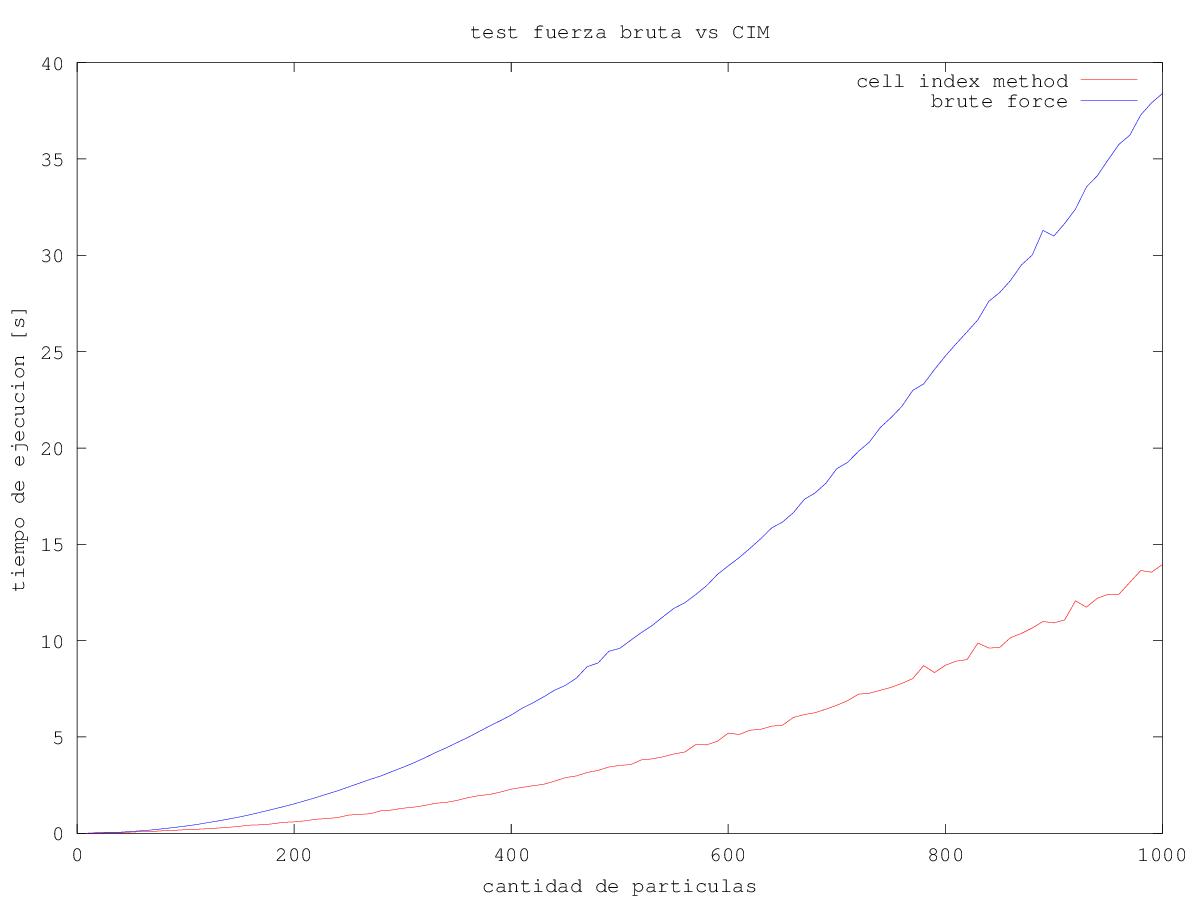 test fuerza bruta vs CIM
cell index method
brute force
40
35
30
25
20
15
10
5
0
tiempo de ejecucion [s]
0 200 400 600 800 1000
cantidad de particulas